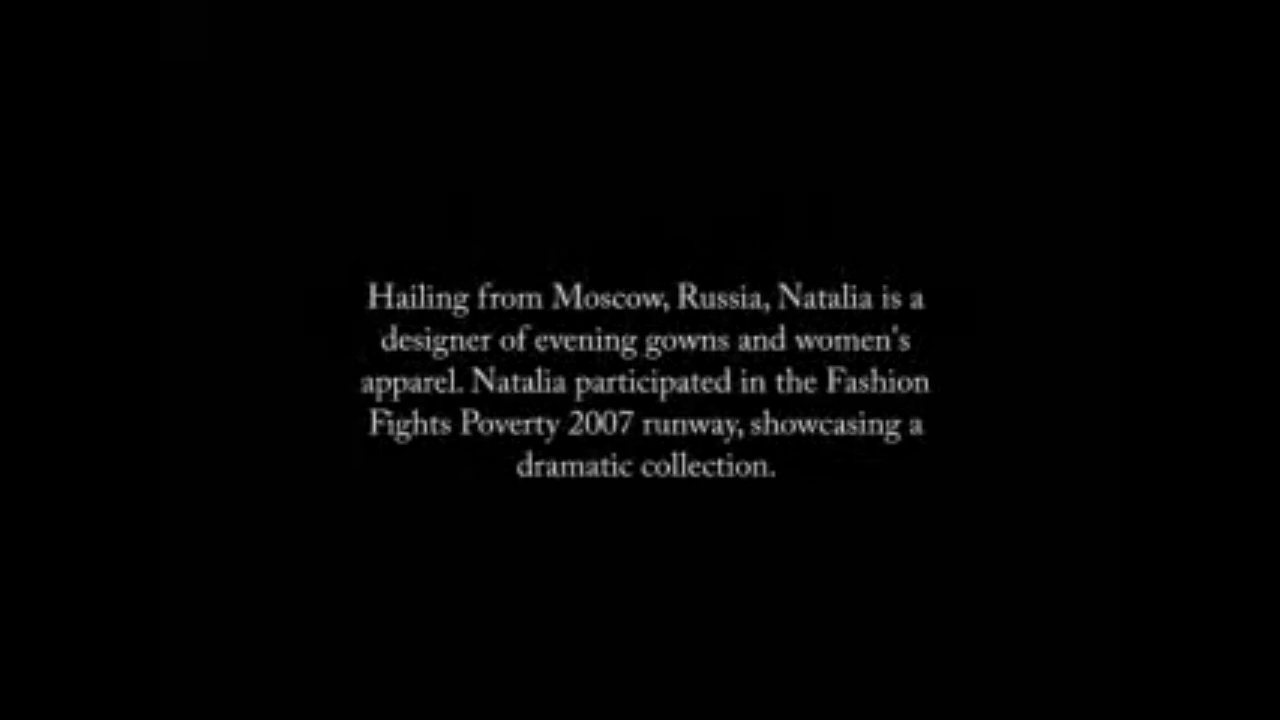 Hailing from Moscow, Russia, Natalia is a
designer of evening gowns and women's
apparel. Natalia participated in the Fashion
Fights Poverty 2007 runway, showcasing a
dramatic collection.